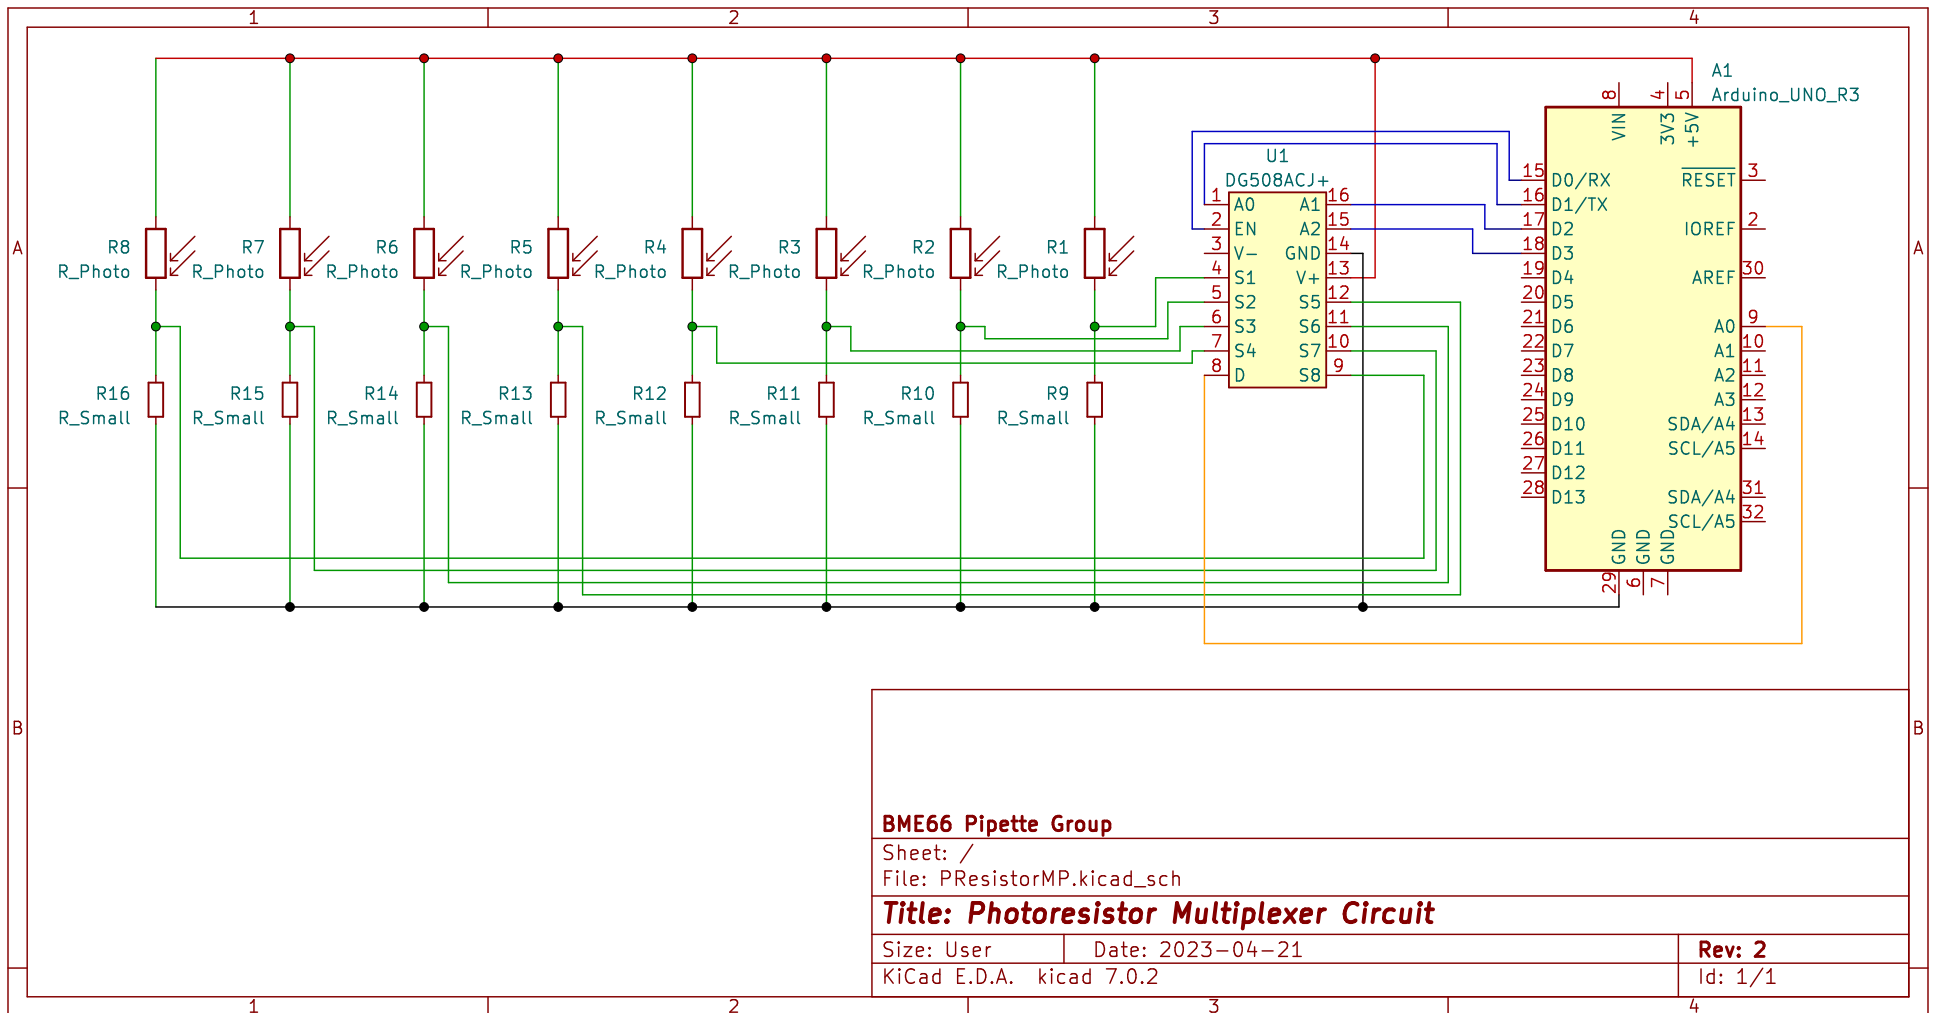 1 2 3 4
A A
B B
R8
R_Photo
R7
R_Photo
R6
R_Photo
R5
R_Photo
R4
R_Photo
R3
R_Photo
R2
R_Photo
R1
R_Photo
R16
R_Small
R15
R_Small
R14
R_Small
R13
R_Small
R12
R_Small
R11
R_Small
R10
R_Small
R9
R_Small
U1
DG508ACJ+
1 A0 A1 16
2 EN A2 15
3 V- GND 14
4 S1 V+ 13
5 S2 S5 12
6 S3 S6 11
7 S4 S7 10
8 D S8 9
A1
Arduino_UNO_R3
8 4 5
VIN 3V3 +5V
15 D0/RX RESET 3
16 D1/TX
17 D2 IOREF 2
18 D3
19 D4 AREF 30
20 D5
21 D6 A0 9
22 D7 A1 10
23 D8 A2 11
24 D9 A3 12
25 D10 SDA/A4 13
26 D11 SCL/A5 14
27 D12
28 D13 SDA/A4 31
SCL/A5 32
GND GND GND
29 6 7
BME66 Pipette Group
Sheet: /
File: PResistorMP.kicad_sch
Title: Photoresistor Multiplexer Circuit
Size: User Date: 2023-04-21 Rev: 2
KiCad E.D.A. kicad 7.0.2 Id: 1/1
1 2 3 4